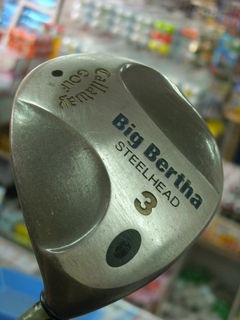 Callaway
GOLF
Big Bertha
STEELHEAD
3